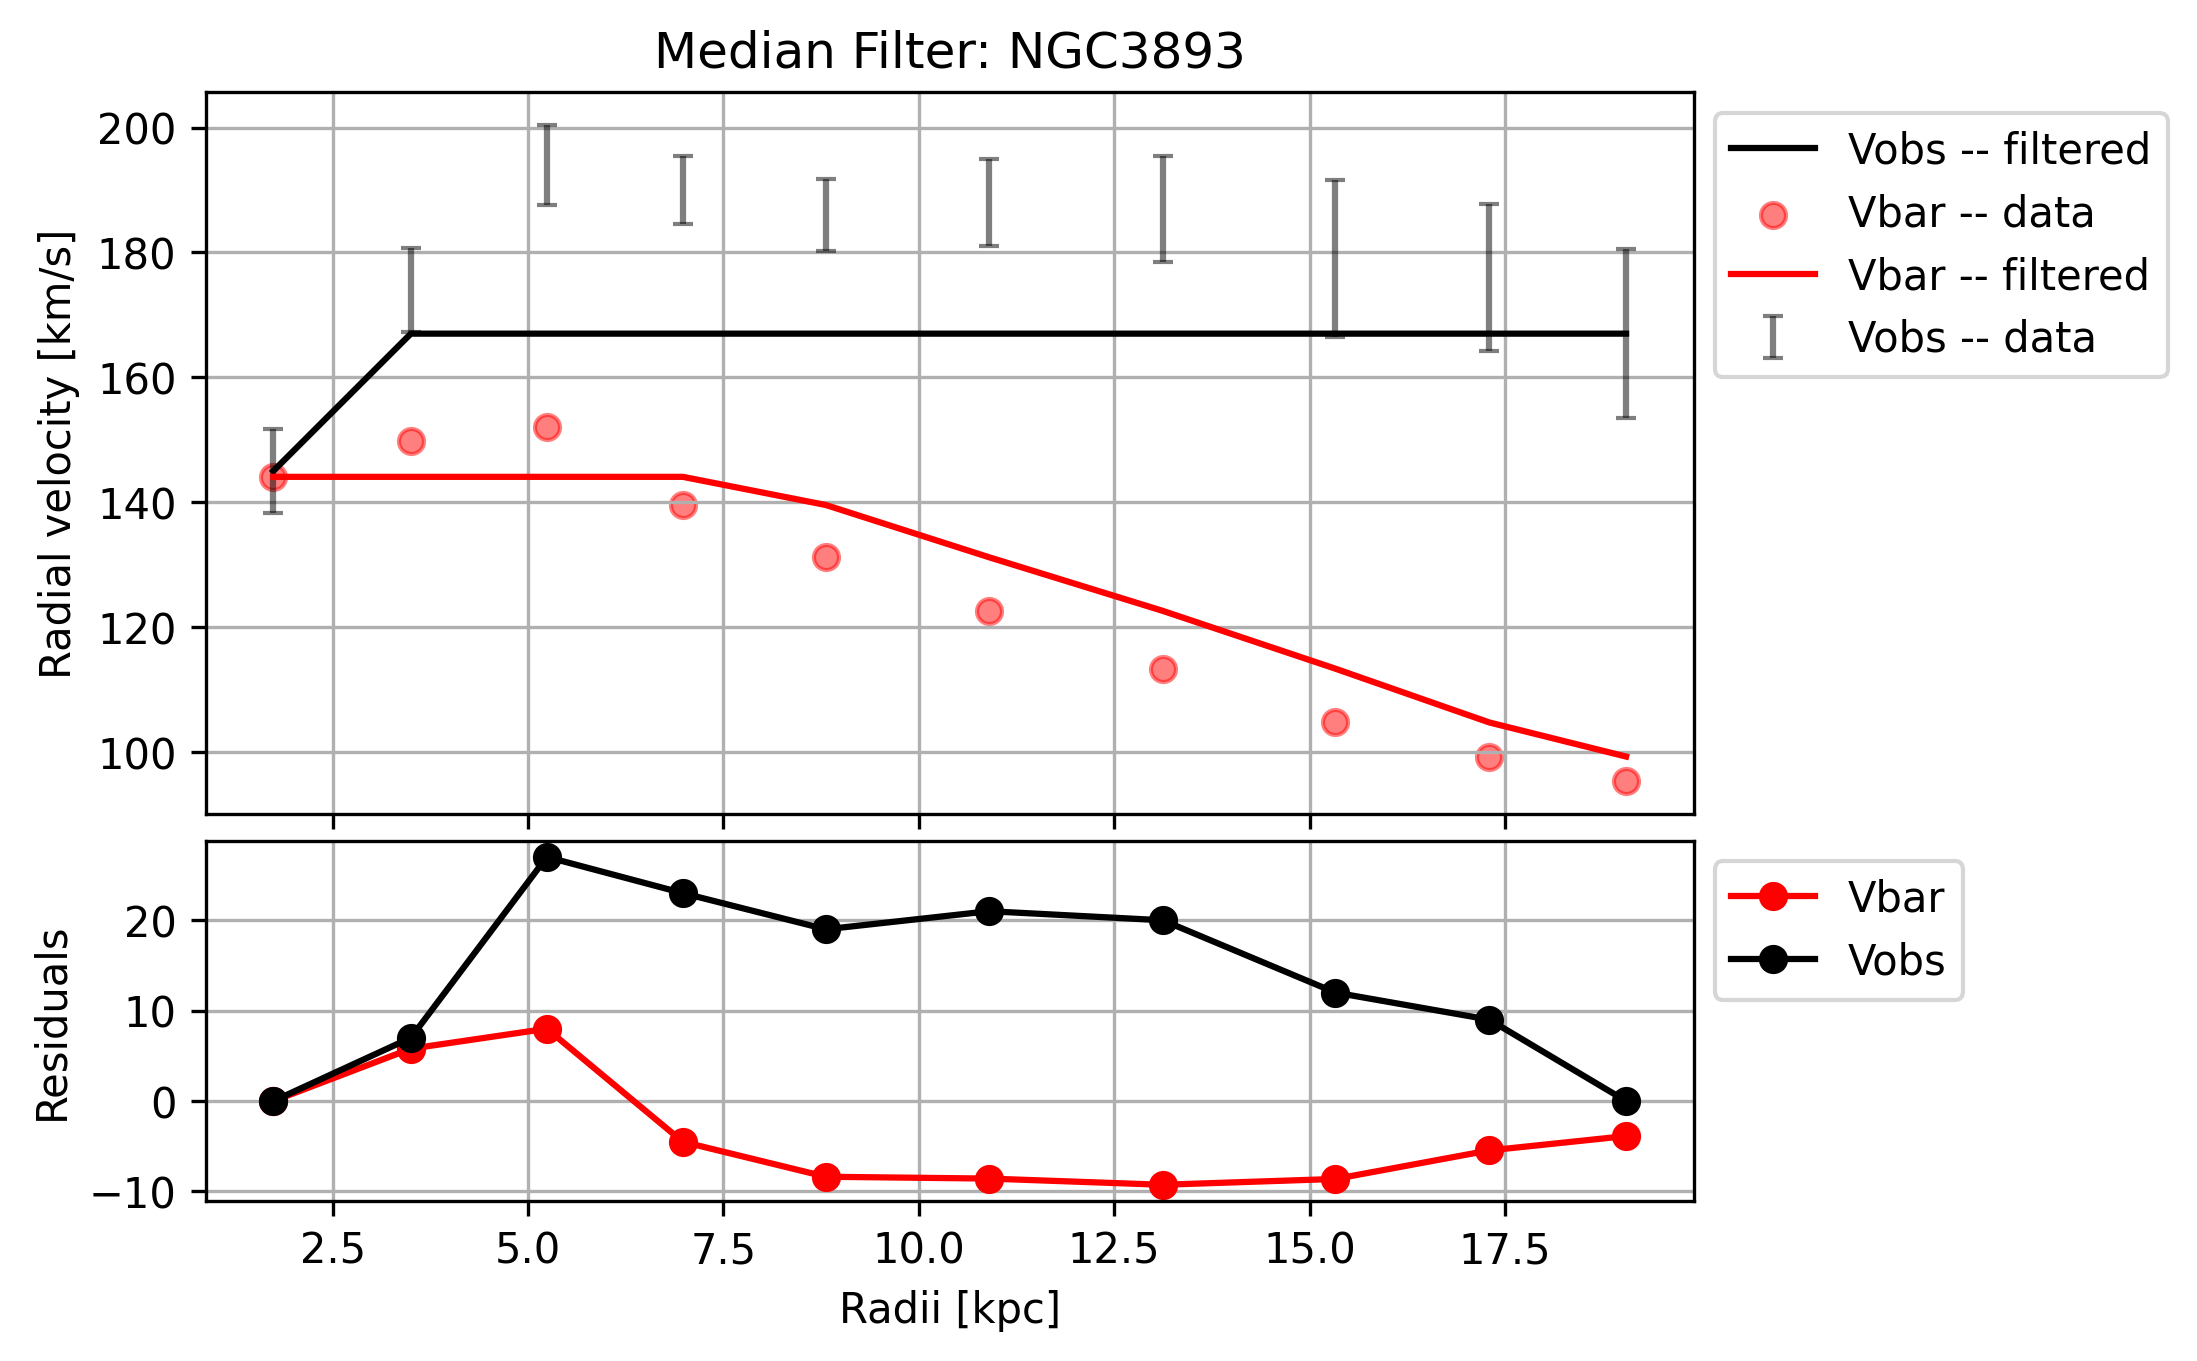 Median Filter: NGC3893
Radial velocity [km/s]
200
180
160
140
120
100
Vobs -- filtered
Vbar -- data
Vbar -- filtered
Vobs -- data
Residuals
20
10
0
−10
Vbar
Vobs
2.5 5.0 7.5 10.0 12.5 15.0 17.5
Radii [kpc]